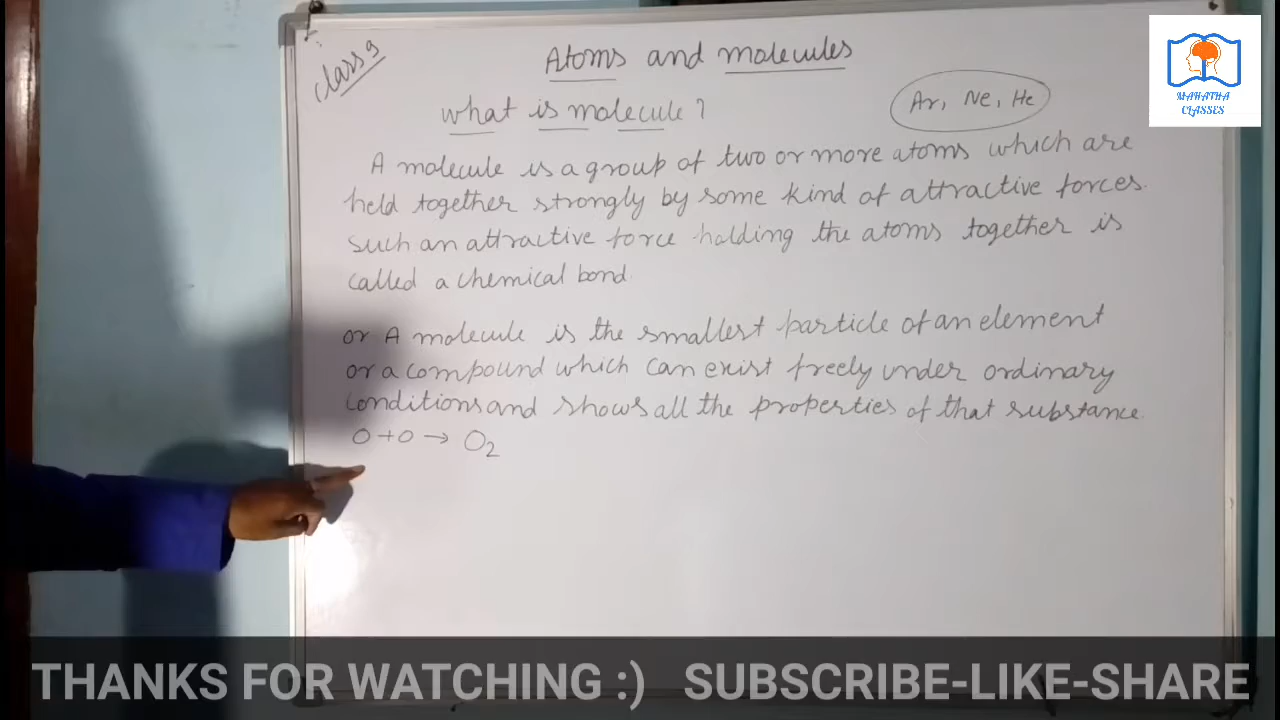 class 9
Atoms and molecules
what is molecule ?
Ar, Ne, He
A molecule is a group of two or more atoms which are
held together strongly by some kind of attractive forces.
such an attractive force holding the atoms together is
called a chemical bond.
or A molecule is the smallest particle of an element
or a compound which can exist freely under ordinary
conditions and shows all the properties of that substance.
O + O → O2
MAHATHA
CLASSES
THANKS FOR WATCHING :) SUBSCRIBE-LIKE-SHARE